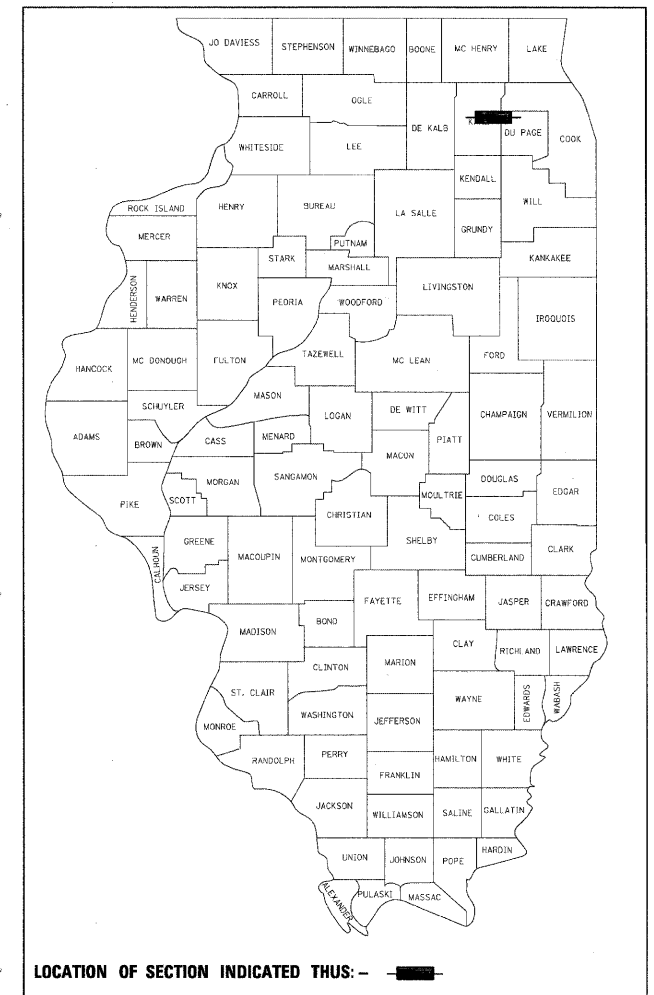 JO DAVIESS STEPHENSON WINNEBAGO BOONE MC HENRY LAKE
CARROLL OGLE
DE KALB DU PAGE COOK
WHITESIDE LEE
KENDALL
ROCK ISLAND HENRY BUREAU LA SALLE WILL
MERCER PUTNAM GRUNDY
STARK MARSHALL KANKAKEE
HENDERSON WARREN KNOX PEORIA WOODFORD LIVINGSTON
IROQUOIS
HANCOCK MC DONOUGH FULTON TAZEWELL MC LEAN FORD
MASON
SCHUYLER LOGAN DE WITT CHAMPAIGN VERMILION
ADAMS BROWN CASS MENARD PIATT
MACON
MORGAN SANGAMON DOUGLAS
PIKE SCOTT CHRISTIAN MOULTRIE EDGAR
COLES
GREENE MACOUPIN MONTGOMERY SHELBY
CALHOUN CUMBERLAND CLARK
JERSEY
FAYETTE EFFINGHAM JASPER CRAWFORD
MADISON BOND
CLAY RICHLAND LAWRENCE
CLINTON MARION
ST. CLAIR WAYNE EDWARDS WABASH
WASHINGTON JEFFERSON
MONROE
RANDOLPH PERRY HAMILTON WHITE
FRANKLIN
JACKSON WILLIAMSON SALINE GALLATIN
HARDIN
UNION JOHNSON POPE
ALEXANDER PULASKI MASSAC
LOCATION OF SECTION INDICATED THUS: -